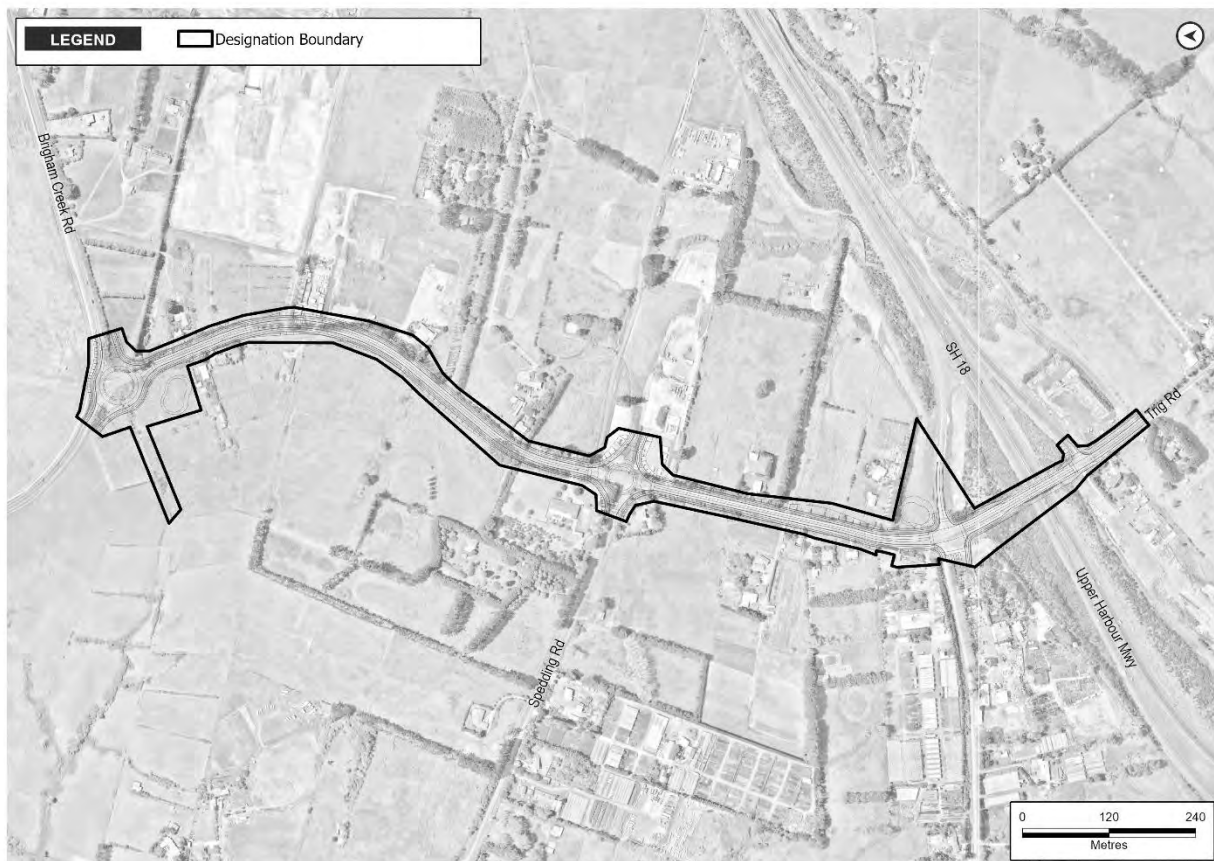 LEGEND
Designation Boundary
Brigham Creek Rd
SH 18
Trig Rd
Upper Harbour Mwy
Spedding Rd
0 120 240
Metres